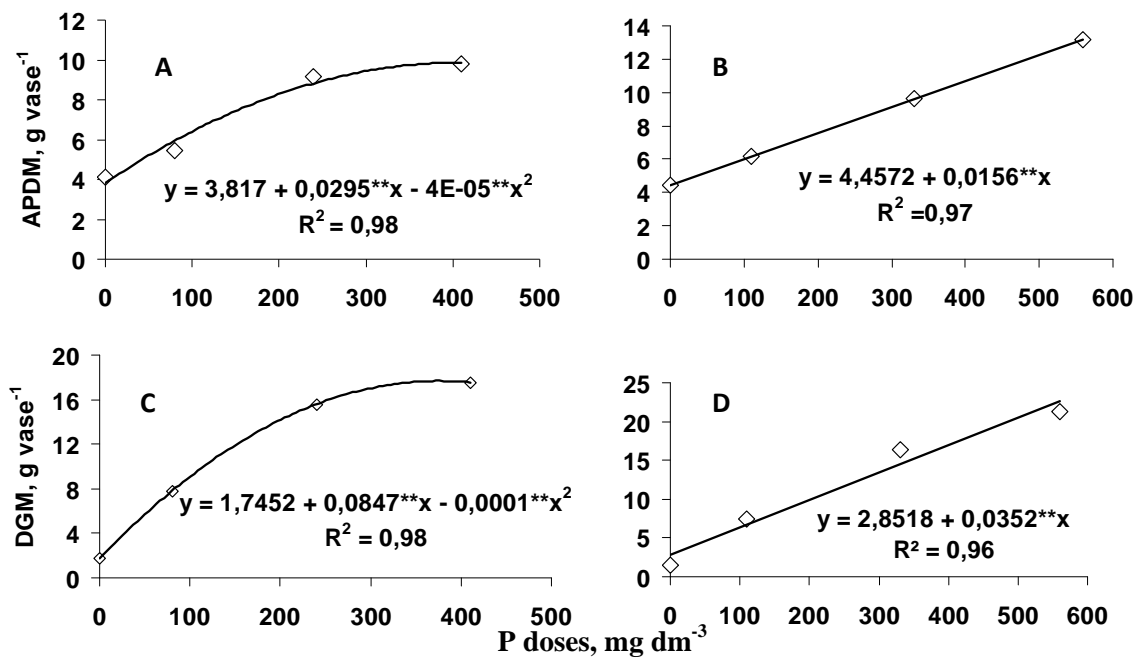 12
10
8
6
4
2
0
APDM, g vase⁻¹
A
y = 3,817 + 0,0295**x - 4E-05**x²
R² = 0,98
0 100 200 300 400 500
14
12
10
8
6
4
2
0
B
y = 4,4572 + 0,0156**x
R² =0,97
0 100 200 300 400 500 600
20
16
12
8
4
0
DGM, g vase⁻¹
C
y = 1,7452 + 0,0847**x - 0,0001**x²
R² = 0,98
0 100 200 300 400 500
25
20
15
10
5
0
D
y = 2,8518 + 0,0352**x
R² = 0,96
0 100 200 300 400 500 600
P doses, mg dm⁻³